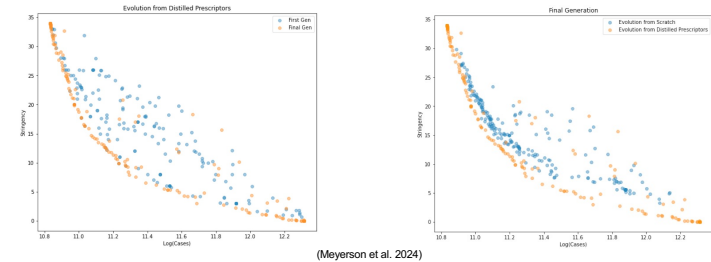 Evolution from Distilled Prescriptors
First Gen
Final Gen
35
30
25
20
15
10
5
0
Stringency
10.8 11.0 11.2 11.4 11.6 11.8 12.0 12.2
Log(Cases)
Final Generation
Evolution from Scratch
Evolution from Distilled Prescriptors
35
30
25
20
15
10
5
0
Stringency
10.8 11.0 11.2 11.4 11.6 11.8 12.0 12.2
Log(Cases)
(Meyerson et al. 2024)